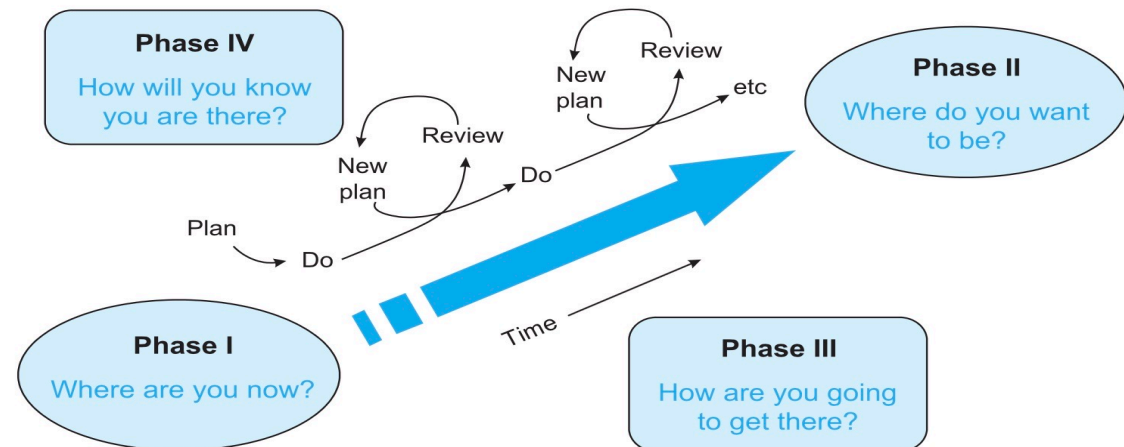 Phase IV
How will you know
you are there?
Review
New
plan
etc
Phase II
Where do you want
to be?
Review
New
plan
Do
Plan
Do
Time
Phase I
Where are you now?
Phase III
How are you going
to get there?